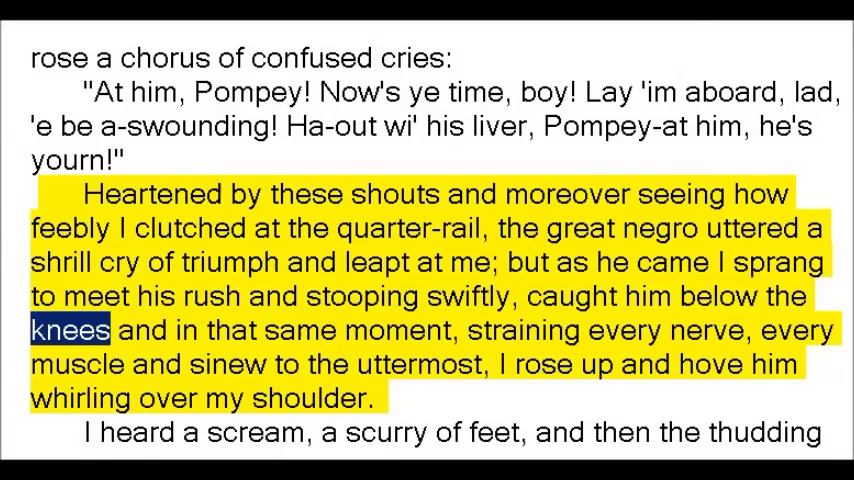 rose a chorus of confused cries:
"At him, Pompey! Now's ye time, boy! Lay 'im aboard, lad,
'e be a-swounding! Ha-out wi' his liver, Pompey-at him, he's
yourn!"
Heartened by these shouts and moreover seeing how
feebly I clutched at the quarter-rail, the great negro uttered a
shrill cry of triumph and leapt at me; but as he came I sprang
to meet his rush and stooping swiftly, caught him below the
knees and in that same moment, straining every nerve, every
muscle and sinew to the uttermost, I rose up and hove him
whirling over my shoulder.
I heard a scream, a scurry of feet, and then the thudding